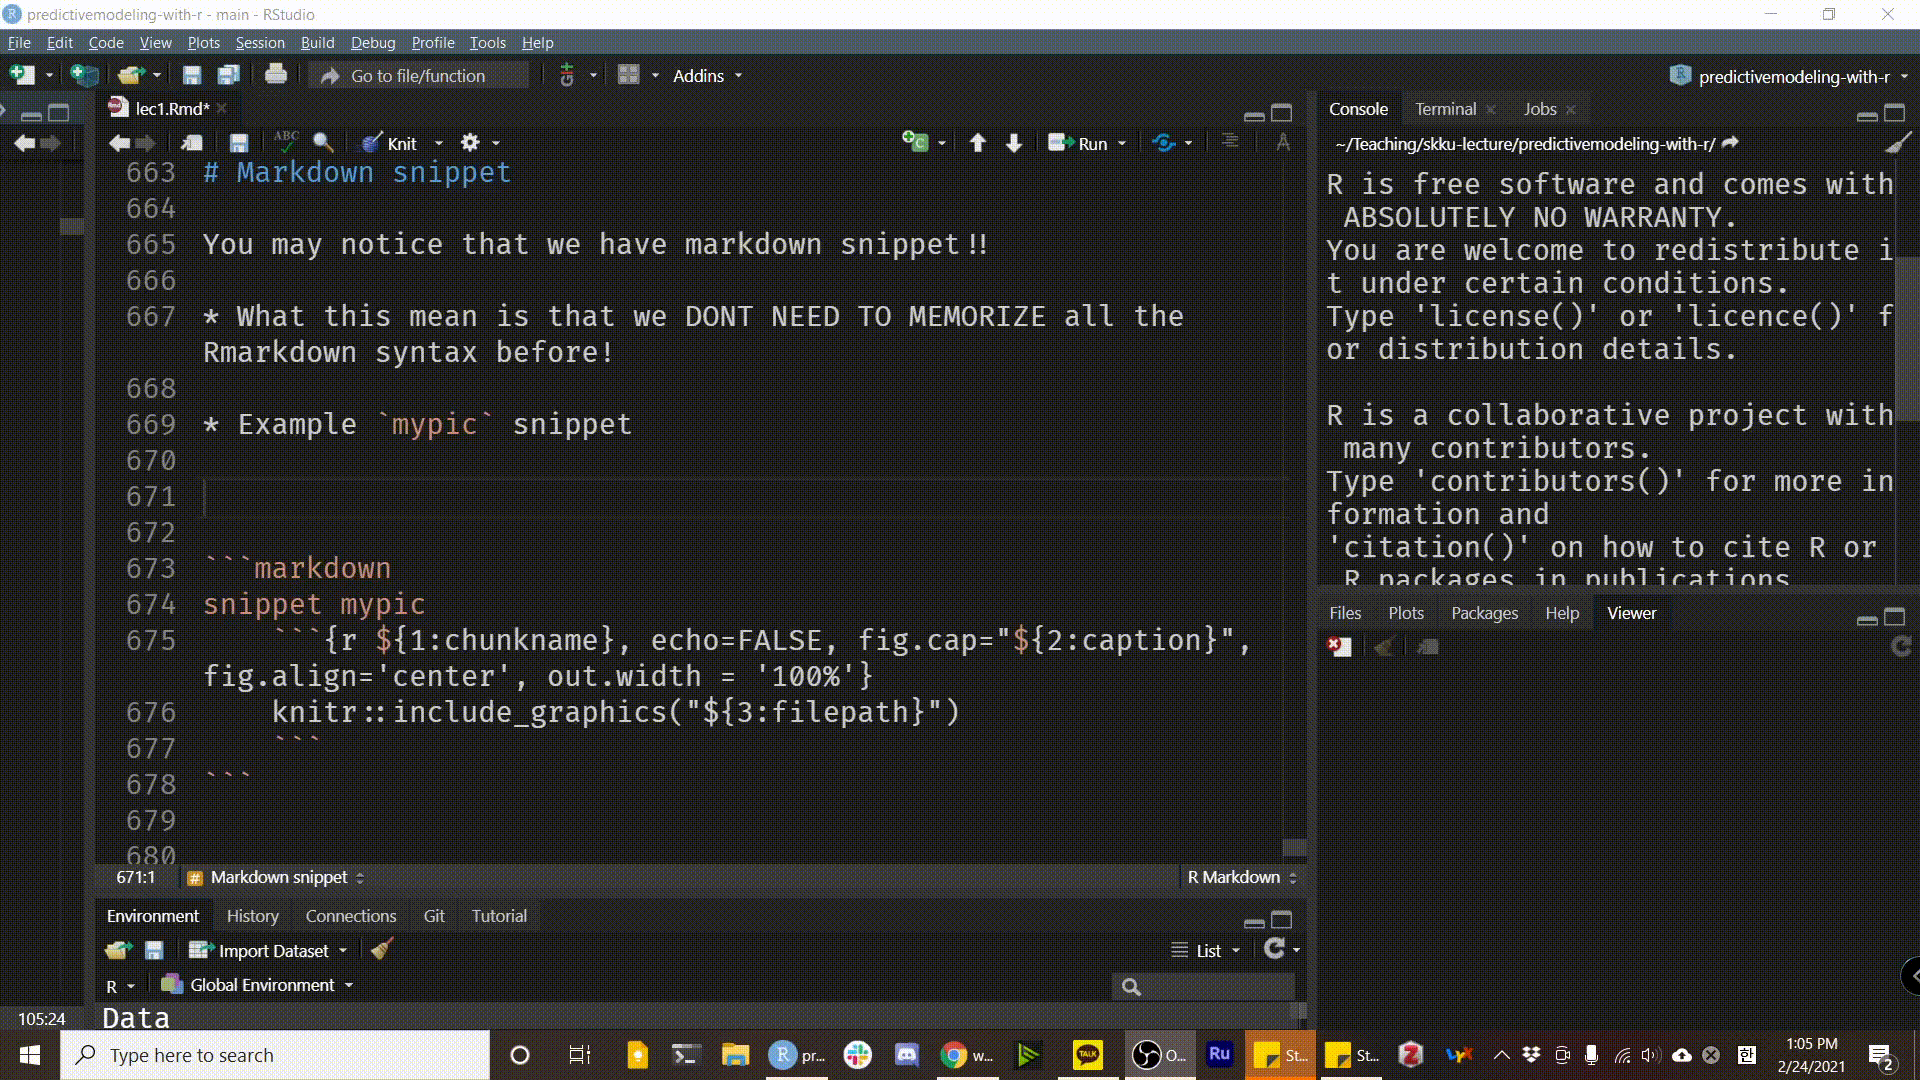 predictivemodeling-with-r - main - RStudio
File Edit Code View Plots Session Build Debug Profile Tools Help
Go to file/function Addins predictivemodeling-with-r
lec1.Rmd*
ABC Knit Run
663 # Markdown snippet
664
665 You may notice that we have markdown snippet!!
666
667 * What this mean is that we DONT NEED TO MEMORIZE all the
Rmarkdown syntax before!
668
669 * Example `mypic` snippet
670
671
672
673 ```markdown
674 snippet mypic
675 ```{r ${1:chunkname}, echo=FALSE, fig.cap="${2:caption}",
fig.align='center', out.width = '100%'}
676 knitr::include_graphics("${3:filepath}")
677 ```
678 ```
679
680
671:1 # Markdown snippet R Markdown
Environment History Connections Git Tutorial
Import Dataset List
R Global Environment
105:24 Data
Console Terminal Jobs
~/Teaching/skku-lecture/predictivemodeling-with-r/
R is free software and comes with
ABSOLUTELY NO WARRANTY.
You are welcome to redistribute i
t under certain conditions.
Type 'license()' or 'licence()' f
or distribution details.
R is a collaborative project with
many contributors.
Type 'contributors()' for more in
formation and
'citation()' on how to cite R or
R packages in publications
Files Plots Packages Help Viewer
Type here to search pr... w... TALK O... Ru St... St... 한 1:05 PM
2/24/2021 2